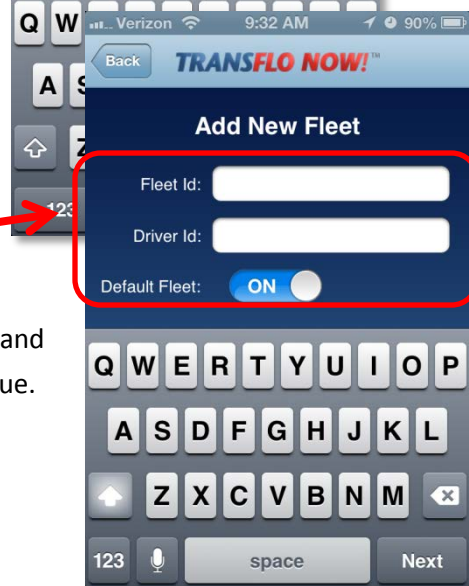 Q W
A S
Z
123
and
ue.
Verizon 9:32 AM 90%
Back TRANSFLO NOW!™
Add New Fleet
Fleet Id:
Driver Id:
Default Fleet: ON
Q W E R T Y U I O P
A S D F G H J K L
Z X C V B N M
123 space Next